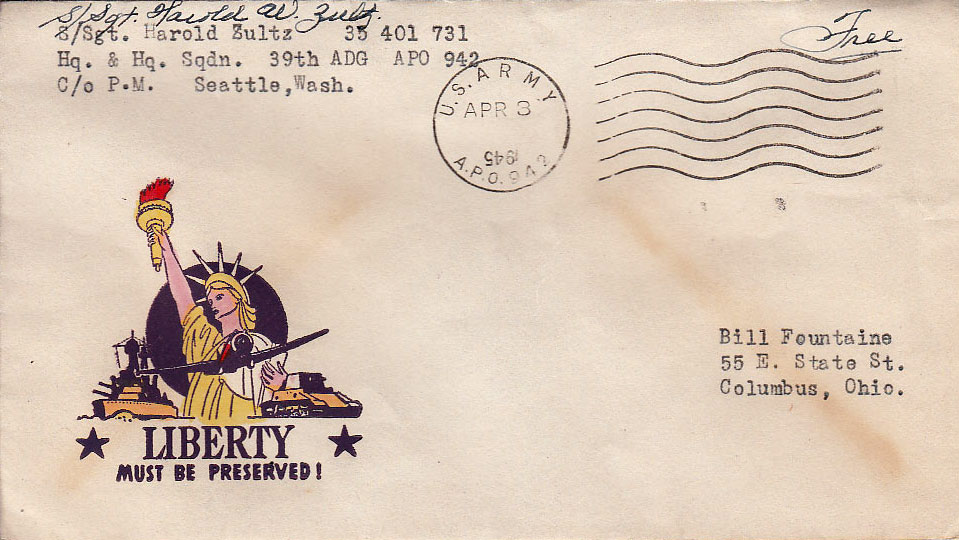 S/Sgt. Harold W. Zultz.
S/Sgt. Harold Zultz 35 401 731
Hq. & Hq. Sqdn. 39th ADG APO 942
C/o P.M. Seattle,Wash.
Free
U.S. ARMY
APR 3
1945
A.P.O. 942
Bill Fountaine
55 E. State St.
Columbus, Ohio.
LIBERTY
MUST BE PRESERVED!